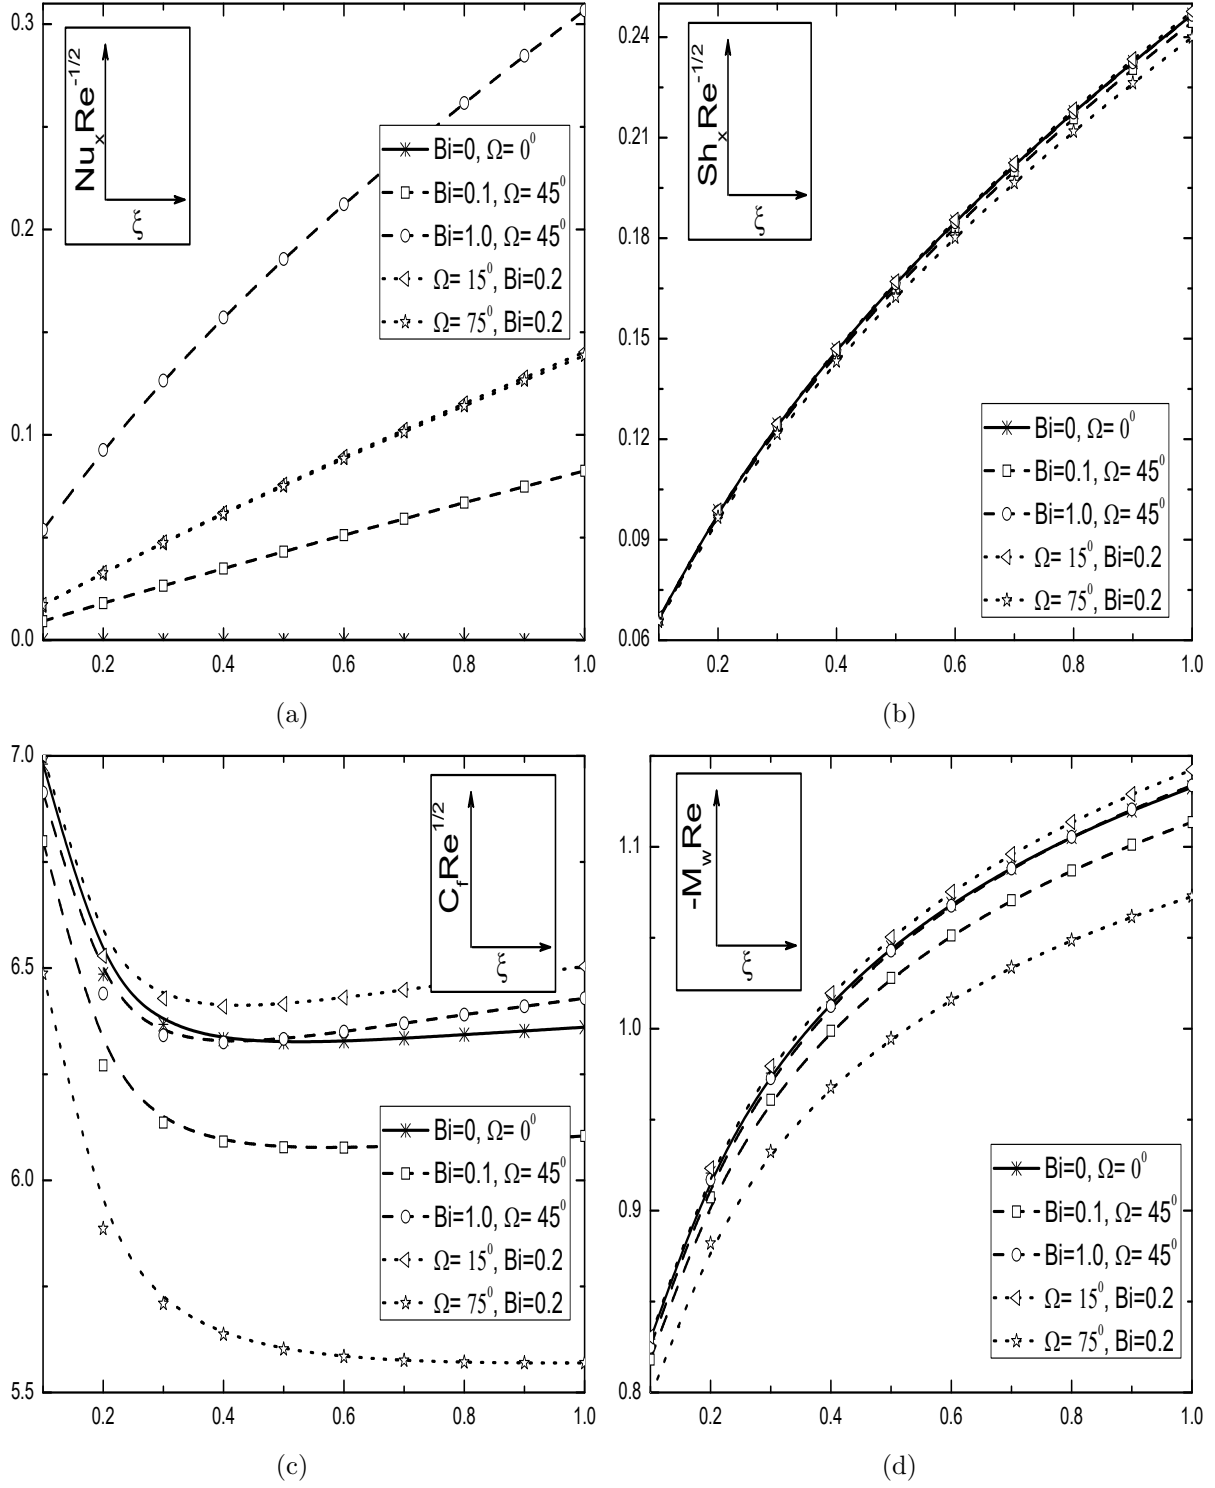 0.3
0.2
0.1
0.0
0.2 0.4 0.6 0.8 1.0
NuₓRe⁻¹/²
ξ
Bi=0, Ω= 0⁰
Bi=0.1, Ω= 45⁰
Bi=1.0, Ω= 45⁰
Ω= 15⁰, Bi=0.2
Ω= 75⁰, Bi=0.2
(a)
0.24
0.21
0.18
0.15
0.12
0.09
0.06
0.2 0.4 0.6 0.8 1.0
ShₓRe⁻¹/²
ξ
Bi=0, Ω= 0⁰
Bi=0.1, Ω= 45⁰
Bi=1.0, Ω= 45⁰
Ω= 15⁰, Bi=0.2
Ω= 75⁰, Bi=0.2
(b)
7.0
6.5
6.0
5.5
0.2 0.4 0.6 0.8 1.0
C_fRe¹/²
ξ
Bi=0, Ω= 0⁰
Bi=0.1, Ω= 45⁰
Bi=1.0, Ω= 45⁰
Ω= 15⁰, Bi=0.2
Ω= 75⁰, Bi=0.2
(c)
1.1
1.0
0.9
0.8
0.2 0.4 0.6 0.8 1.0
-M_wRe
ξ
Bi=0, Ω= 0⁰
Bi=0.1, Ω= 45⁰
Bi=1.0, Ω= 45⁰
Ω= 15⁰, Bi=0.2
Ω= 75⁰, Bi=0.2
(d)